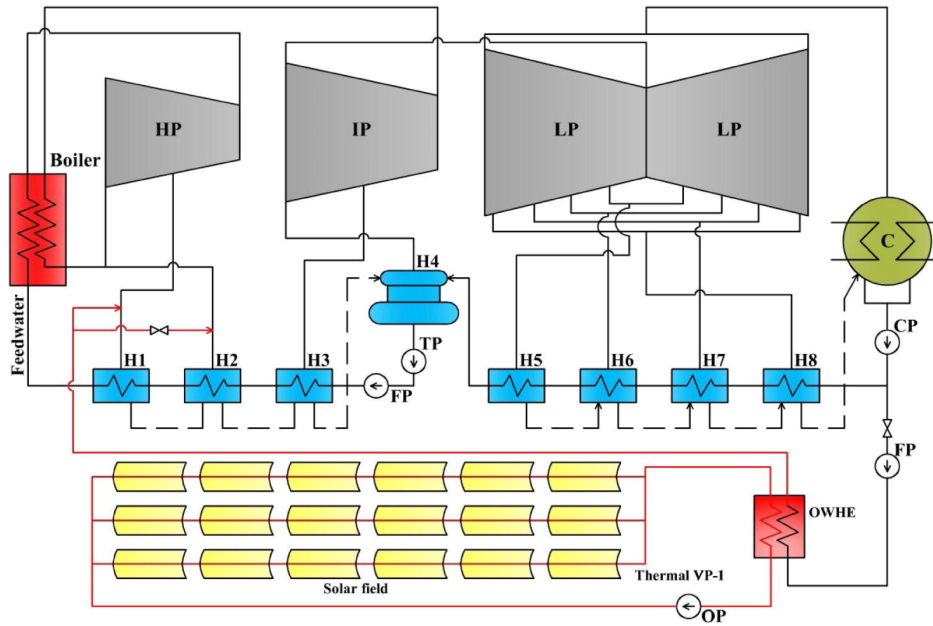 HP
IP
LP
LP
Boiler
C
H4
Feedwater
TP
CP
H1
H2
H3
H5
H6
H7
H8
FP
FP
OWHE
Thermal VP-1
Solar field
OP